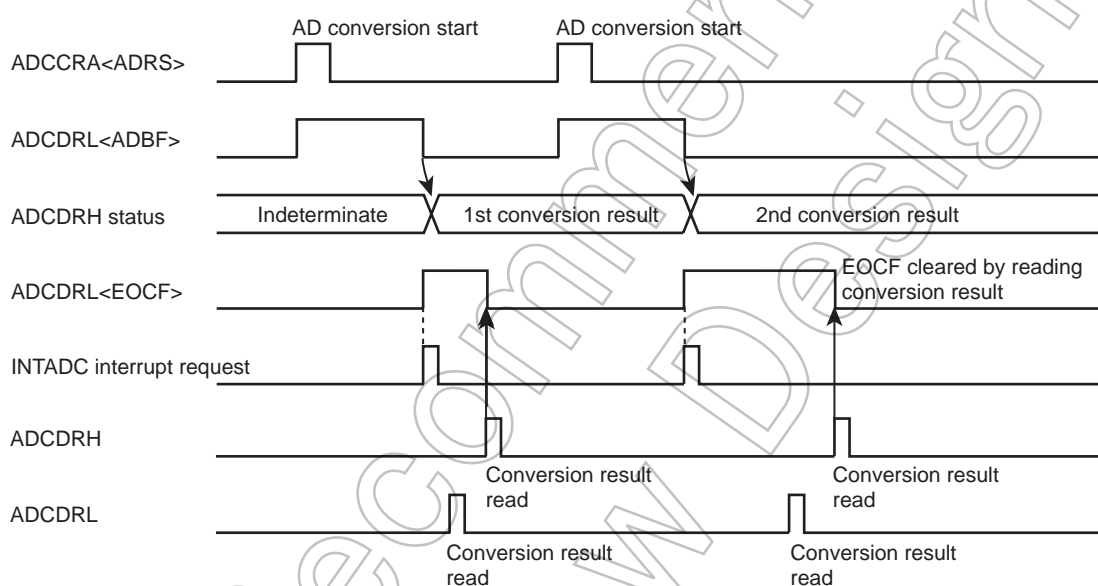 AD conversion start
AD conversion start
ADCCRA<ADRS>
ADCDRL<ADBF>
ADCDRH status
Indeterminate
1st conversion result
2nd conversion result
ADCDRL<EOCF>
EOCF cleared by reading
conversion result
INTADC interrupt request
ADCDRH
Conversion result
read
Conversion result
read
ADCDRL
Conversion result
read
Conversion result
read